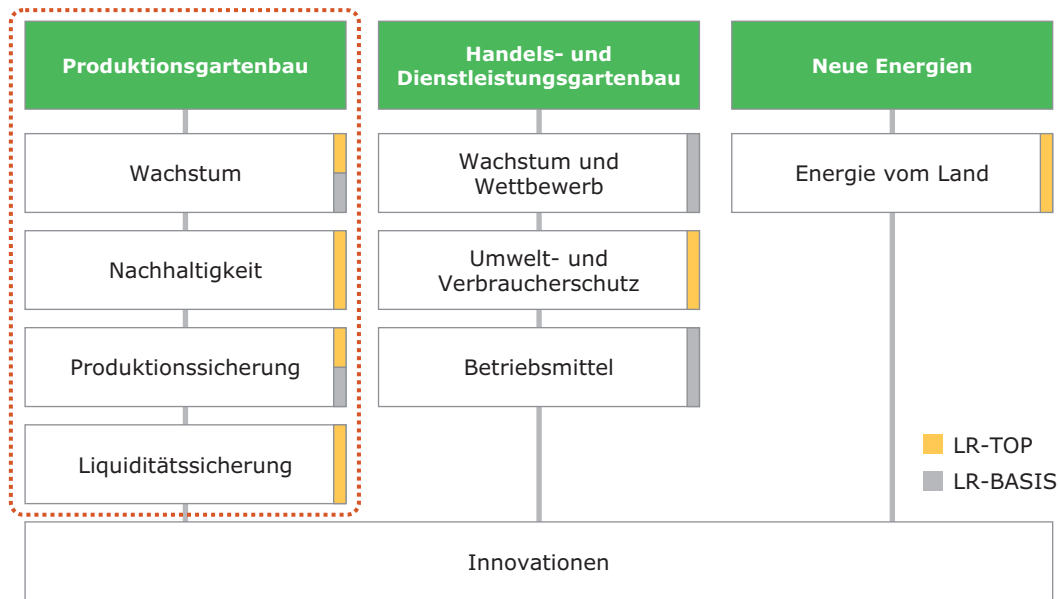 Produktionsgartenbau
Wachstum
Nachhaltigkeit
Produktionssicherung
Liquiditätssicherung
Handels- und
Dienstleistungsgartenbau
Wachstum und
Wettbewerb
Umwelt- und
Verbraucherschutz
Betriebsmittel
Neue Energien
Energie vom Land
LR-TOP
LR-BASIS
Innovationen